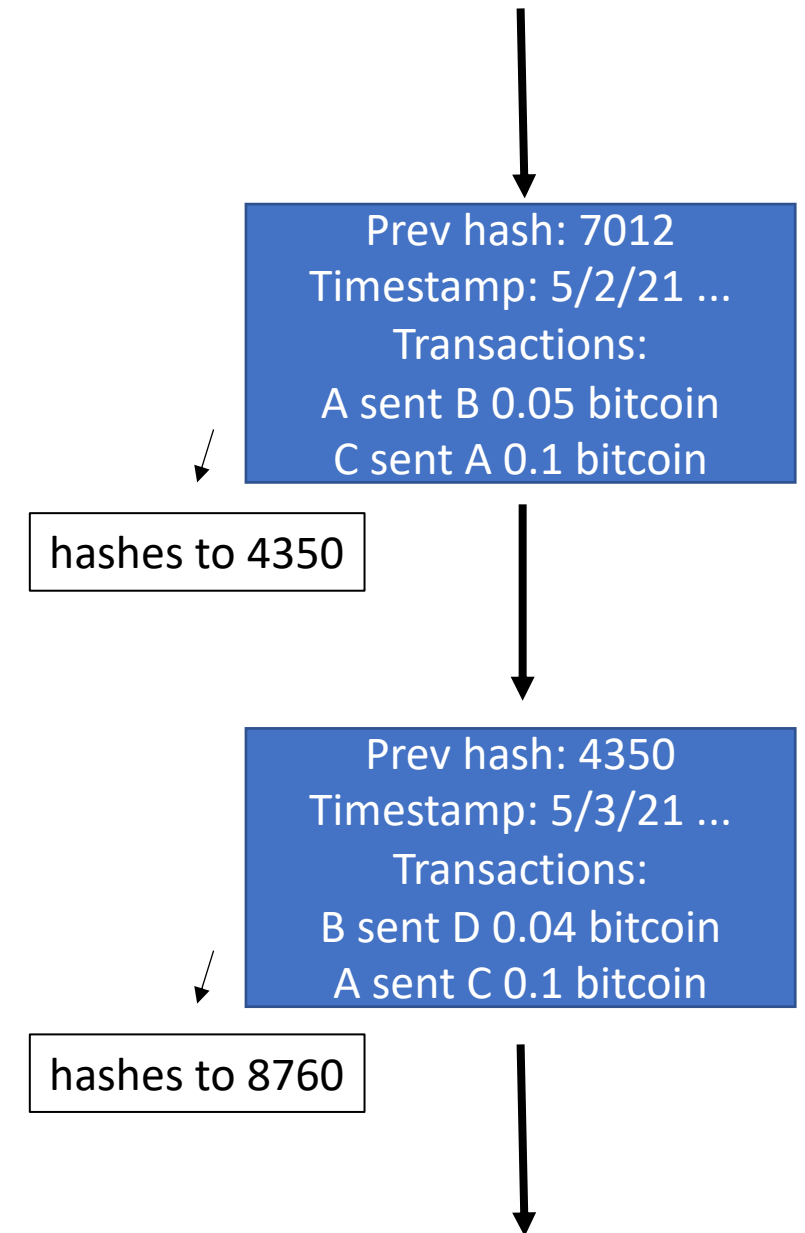 Prev hash: 7012
Timestamp: 5/2/21 ...
Transactions:
A sent B 0.05 bitcoin
C sent A 0.1 bitcoin
hashes to 4350
Prev hash: 4350
Timestamp: 5/3/21 ...
Transactions:
B sent D 0.04 bitcoin
A sent C 0.1 bitcoin
hashes to 8760